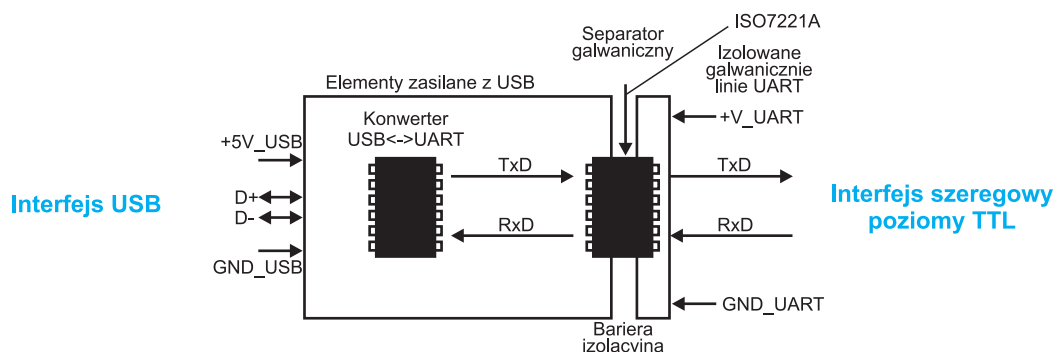 ISO7221A
Separator
galwaniczny
Izolowane
galwanicznie
linie UART
Elementy zasilane z USB
Konwerter
USB<->UART
+5V_USB
D+
D-
GND_USB
Interfejs USB
TxD
RxD
+V_UART
TxD
RxD
GND_UART
Interfejs szeregowy
poziomy TTL
Bariera
izolacyjna